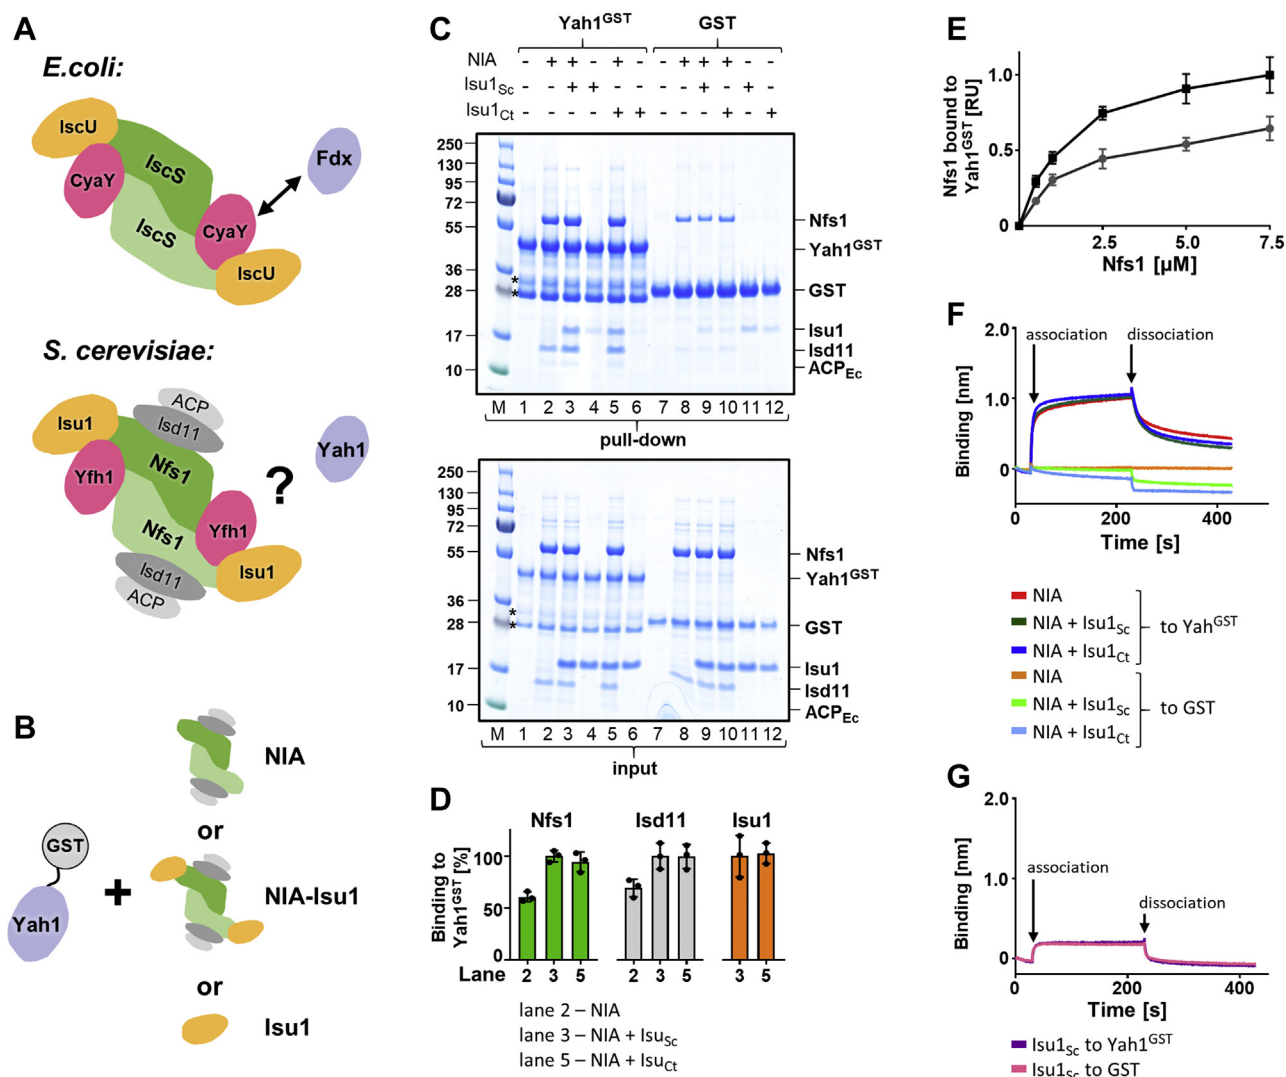 A
E.coli:
IscU
IscS
CyaY
IscS
CyaY
IscU
Fdx
S. cerevisiae:
ACP
Isd11
Isu1
Nfs1
Yfh1
Nfs1
Yfh1
Isu1
Isd11
ACP
?
Yah1
B
GST
Yah1
+
NIA
or
NIA-Isu1
or
Isu1
C
Yah1GST GST
NIA - + + - + - - + + + - -
Isu1Sc - - + + - - - - + - + -
Isu1Ct - - - - + + - - - + - +
250
130
95
72
55
36
28
17
10
*
*
Nfs1
Yah1GST
GST
Isu1
Isd11
ACPEc
M 1 2 3 4 5 6 7 8 9 10 11 12
pull-down
250
130
95
72
55
36
28
17
10
*
*
Nfs1
Yah1GST
GST
Isu1
Isd11
ACPEc
M 1 2 3 4 5 6 7 8 9 10 11 12
input
D
Nfs1 Isd11 Isu1
Binding to
Yah1GST [%]
100
50
0
Lane 2 3 5 2 3 5 3 5
lane 2 – NIA
lane 3 – NIA + IsuSc
lane 5 – NIA + IsuCt
E
Nfs1 bound to
Yah1GST [RU]
1.0
0.5
0
2.5 5.0 7.5
Nfs1 [µM]
F
Binding [nm]
2.0
1.0
0
association dissociation
0 200 400
Time [s]
NIA
NIA + Isu1Sc
NIA + Isu1Ct
to YahGST
NIA
NIA + Isu1Sc
NIA + Isu1Ct
to GST
G
Binding [nm]
2.0
1.0
0
association
dissociation
0 200 400
Time [s]
Isu1Sc to Yah1GST
Isu1Sc to GST